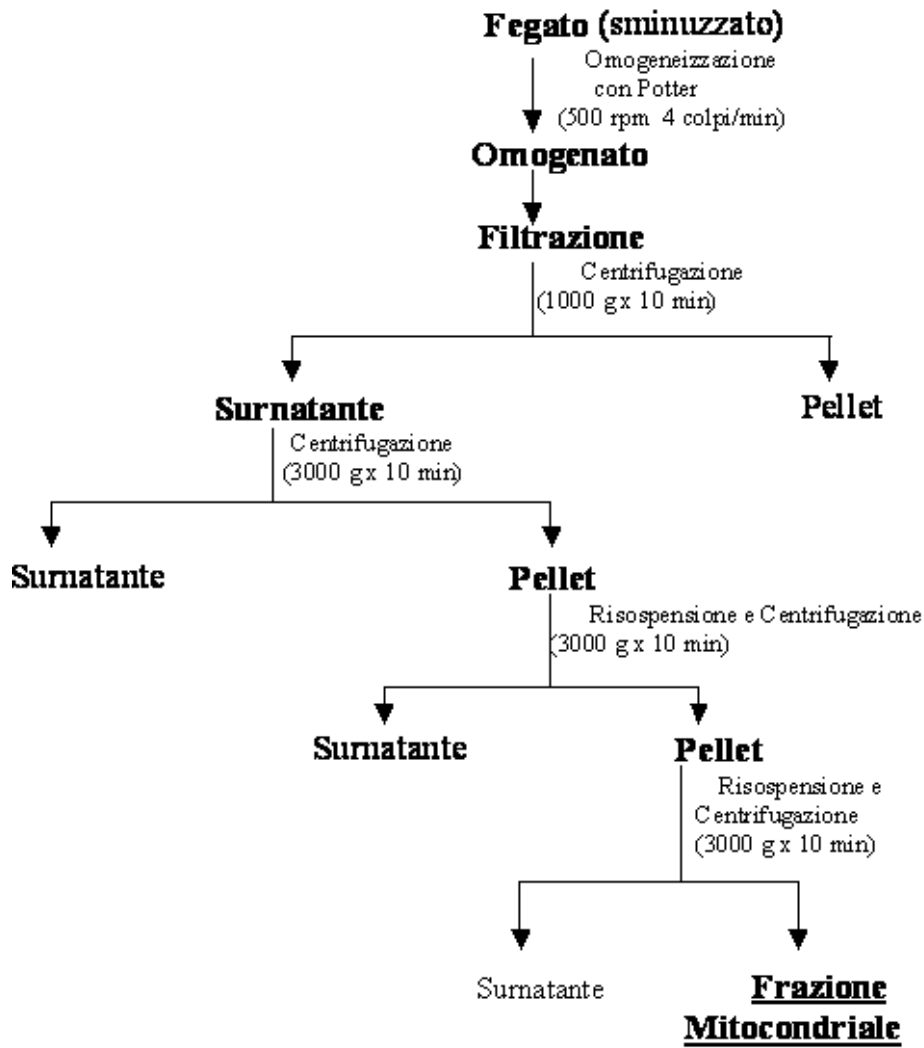 Fegato (sminuzzato)
Omogeneizzazione
con Potter
(500 rpm 4 colpi/min)
Omogenato
Filtrazione
Centrifugazione
(1000 g x 10 min)
Surnatante
Pellet
Centrifugazione
(3000 g x 10 min)
Surnatante
Pellet
Risospensione e Centrifugazione
(3000 g x 10 min)
Surnatante
Pellet
Risospensione e
Centrifugazione
(3000 g x 10 min)
Surnatante
Frazione
Mitocondriale